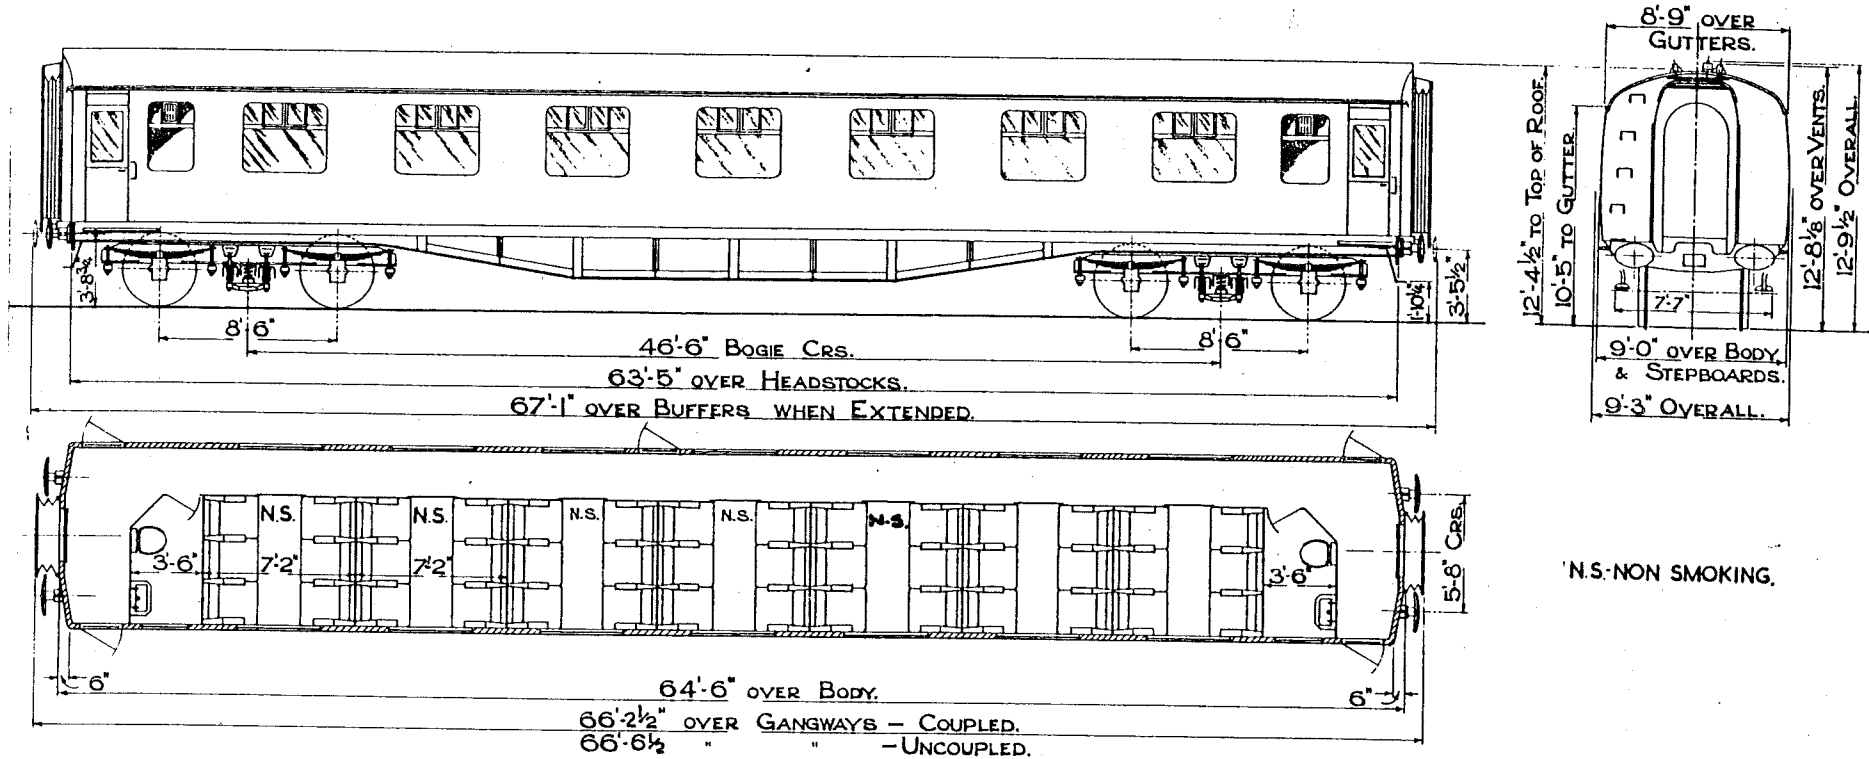 8'-9" OVER
GUTTERS.
12'-4½" TO TOP OF ROOF.
10'-5" TO GUTTER
12'-8⅛" OVER VENTS.
12'-9½" OVERALL.
7'-7"
9'-0" OVER BODY
& STEPBOARDS.
9'-3" OVERALL.
3'-8¾"
1'-10¼"
3'-5½"
8'-6"
8'-6"
46'-6" BOGIE CRS.
63'-5" OVER HEADSTOCKS.
67'-1" OVER BUFFERS WHEN EXTENDED.
N.S.
N.S.
N.S.
N.S.
N.S.
3'-6"
7'-2"
7'-2"
3'-6"
5'-8" CRS.
N.S.-NON SMOKING.
6"
64'-6" OVER BODY.
6"
66'-2½" OVER GANGWAYS - COUPLED.
66'-6½ " " - UNCOUPLED.